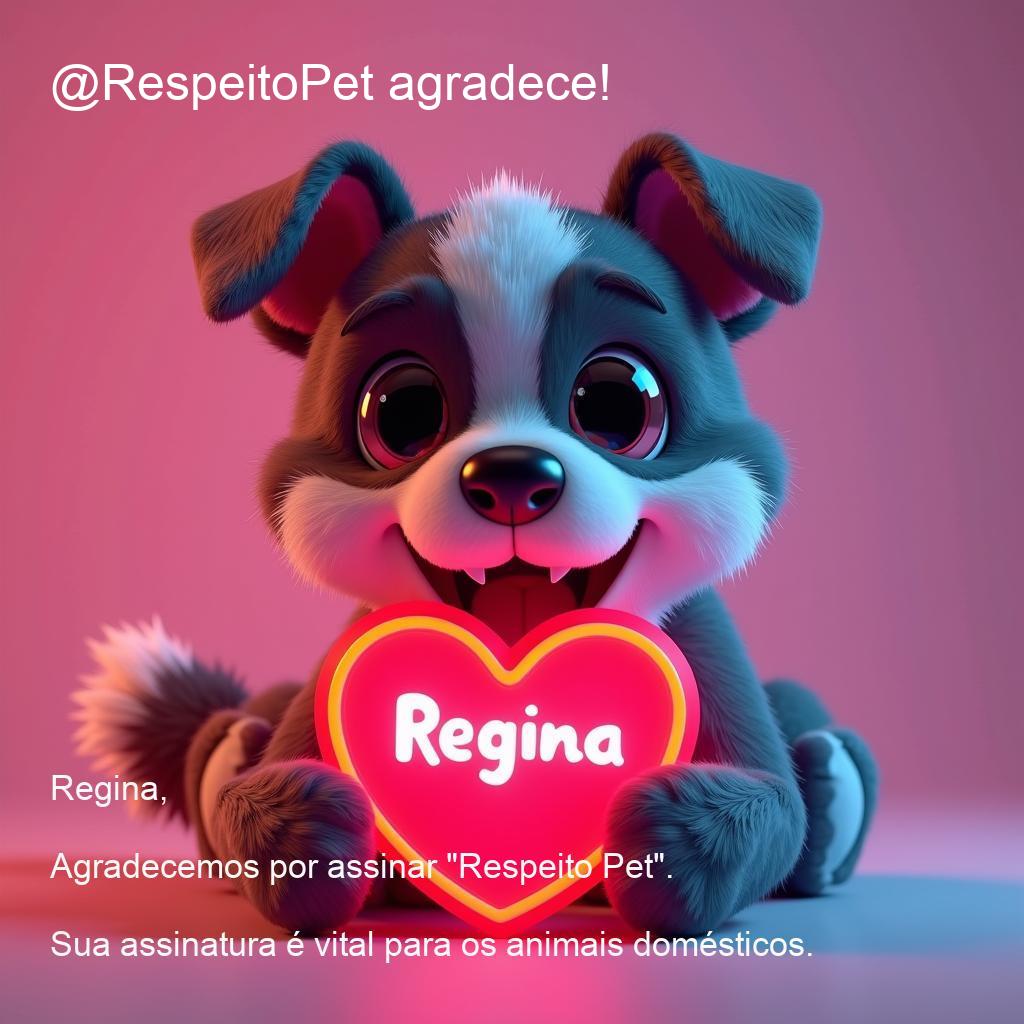 @RespeitoPet agradece!
Regina
Regina,
Agradecemos por assinar "Respeito Pet".
Sua assinatura é vital para os animais domésticos.